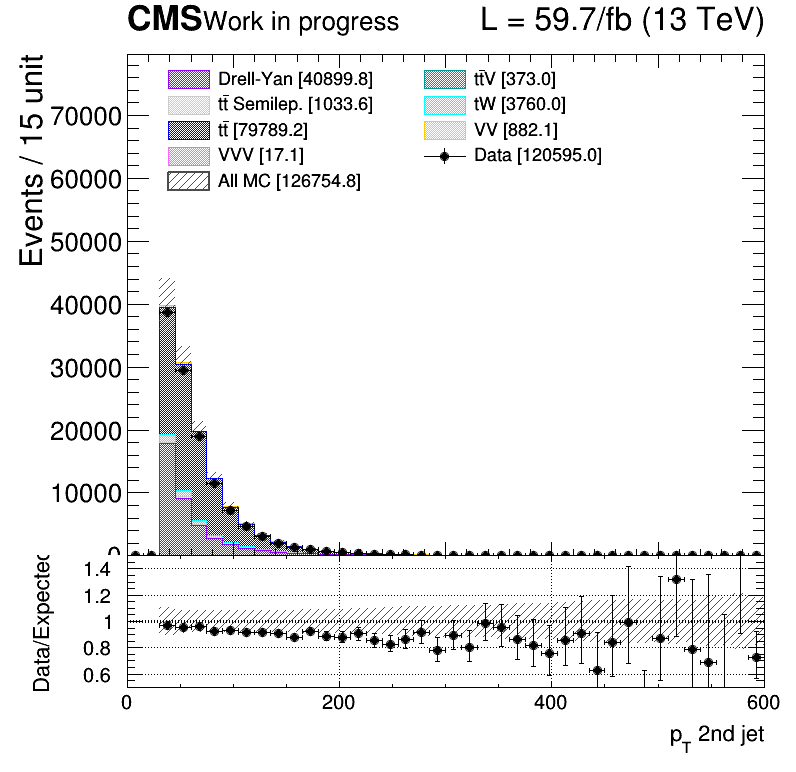 CMS Work in progress L = 59.7/fb (13 TeV)
Events / 15 unit
Drell-Yan [40899.8]
tt̄ Semilep. [1033.6]
tt̄ [79789.2]
VVV [17.1]
All MC [126754.8]
tt̄V [373.0]
tW [3760.0]
VV [882.1]
Data [120595.0]
70000
60000
50000
40000
30000
20000
10000
0
Data/Expected
1.4
1.2
1
0.8
0.6
0 200 400 600
p_T 2nd jet